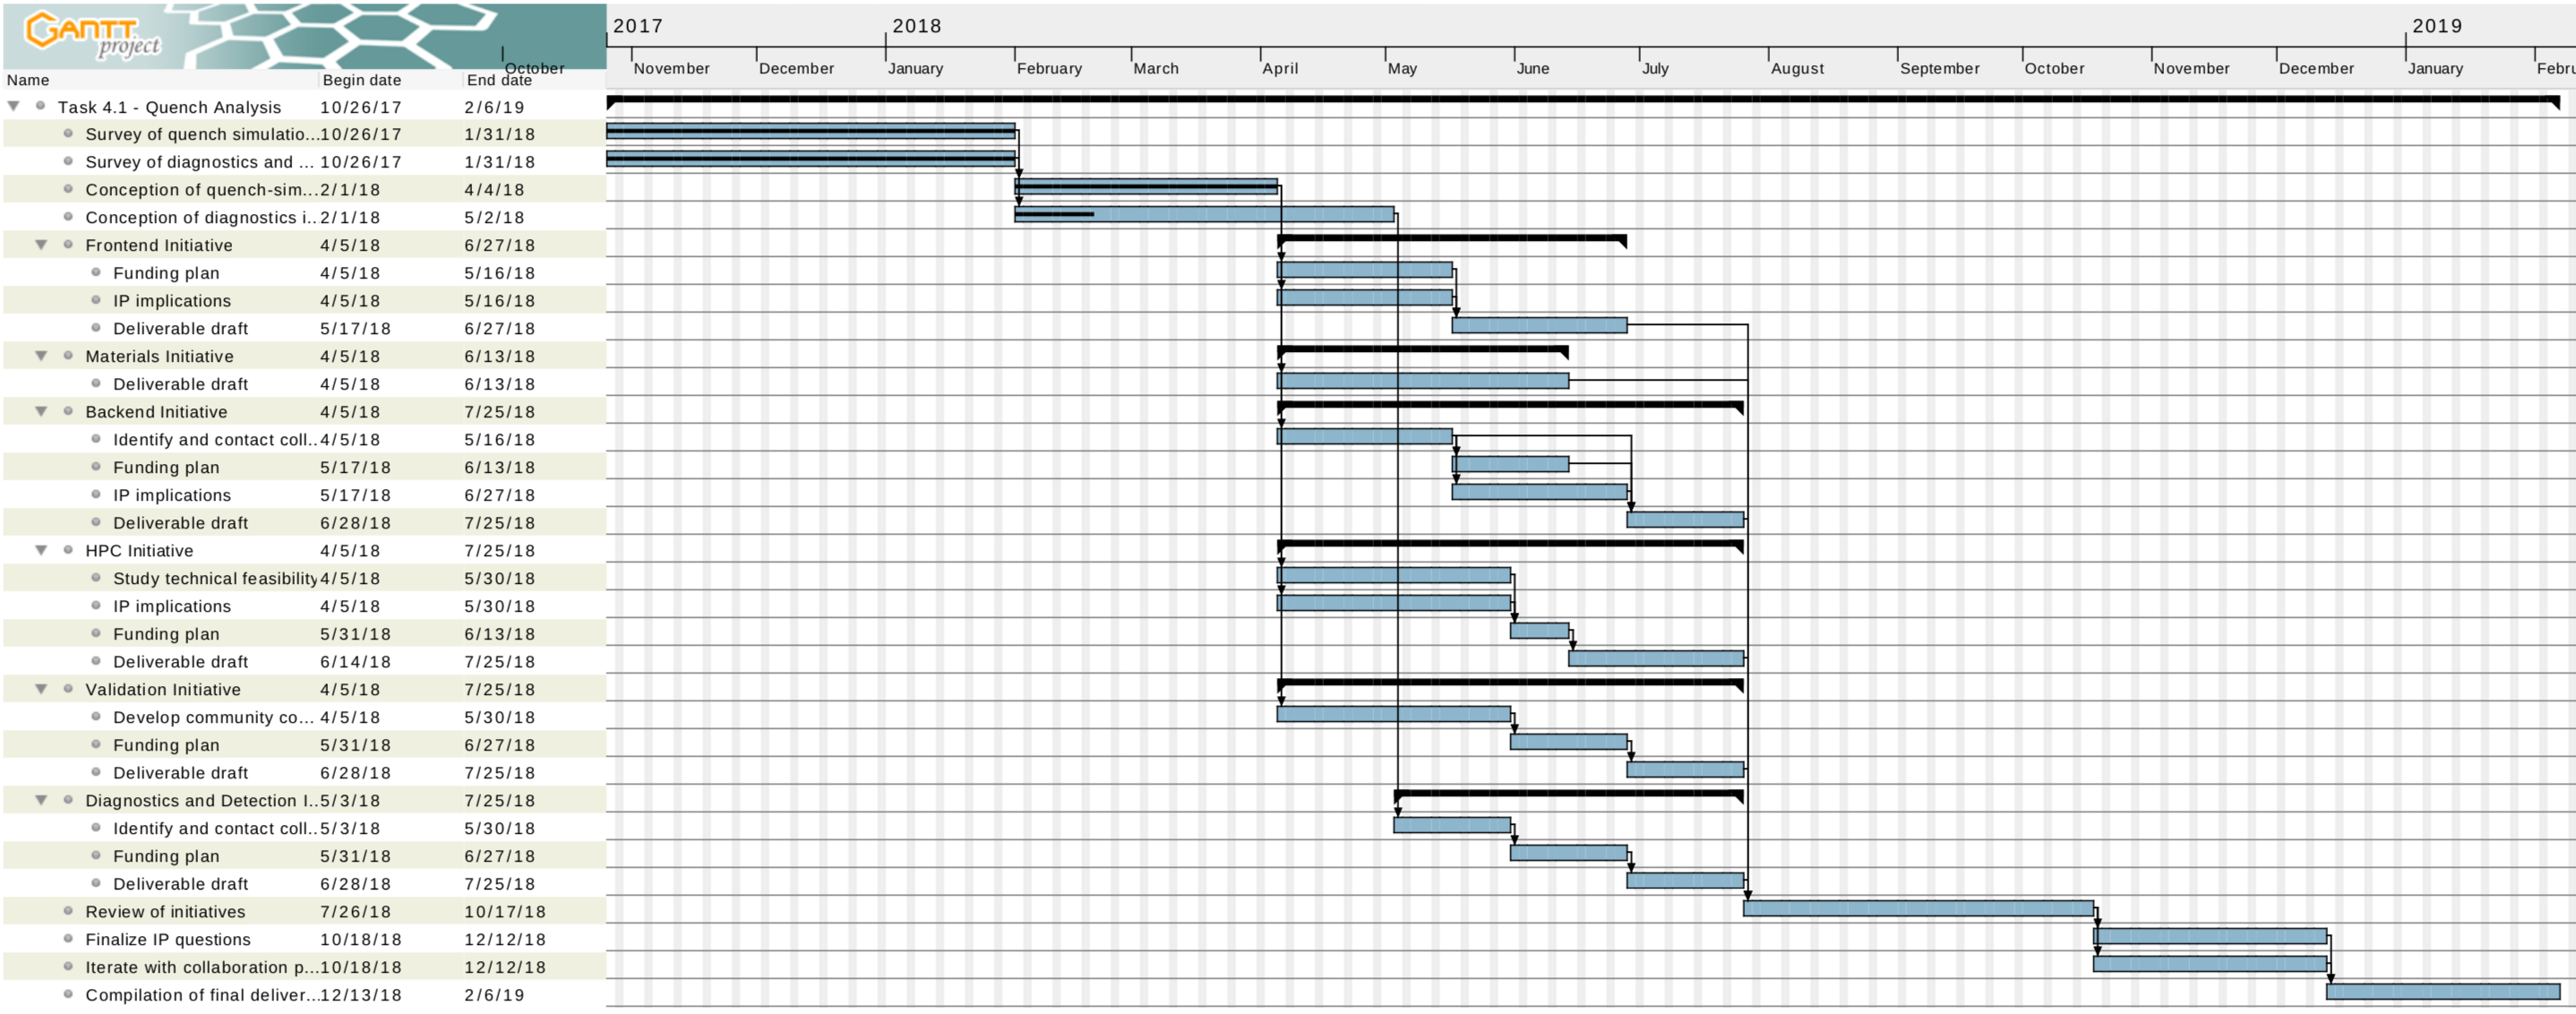 GANTT
project
2017 2018 2019
October November December January February March April May June July August September October November December January Febru
Name Begin date End date
Task 4.1 - Quench Analysis 10/26/17 2/6/19
Survey of quench simulatio... 10/26/17 1/31/18
Survey of diagnostics and ... 10/26/17 1/31/18
Conception of quench-sim... 2/1/18 4/4/18
Conception of diagnostics i.. 2/1/18 5/2/18
Frontend Initiative 4/5/18 6/27/18
Funding plan 4/5/18 5/16/18
IP implications 4/5/18 5/16/18
Deliverable draft 5/17/18 6/27/18
Materials Initiative 4/5/18 6/13/18
Deliverable draft 4/5/18 6/13/18
Backend Initiative 4/5/18 7/25/18
Identify and contact coll.. 4/5/18 5/16/18
Funding plan 5/17/18 6/13/18
IP implications 5/17/18 6/27/18
Deliverable draft 6/28/18 7/25/18
HPC Initiative 4/5/18 7/25/18
Study technical feasibility 4/5/18 5/30/18
IP implications 4/5/18 5/30/18
Funding plan 5/31/18 6/13/18
Deliverable draft 6/14/18 7/25/18
Validation Initiative 4/5/18 7/25/18
Develop community co... 4/5/18 5/30/18
Funding plan 5/31/18 6/27/18
Deliverable draft 6/28/18 7/25/18
Diagnostics and Detection I.. 5/3/18 7/25/18
Identify and contact coll.. 5/3/18 5/30/18
Funding plan 5/31/18 6/27/18
Deliverable draft 6/28/18 7/25/18
Review of initiatives 7/26/18 10/17/18
Finalize IP questions 10/18/18 12/12/18
Iterate with collaboration p... 10/18/18 12/12/18
Compilation of final deliver... 12/13/18 2/6/19